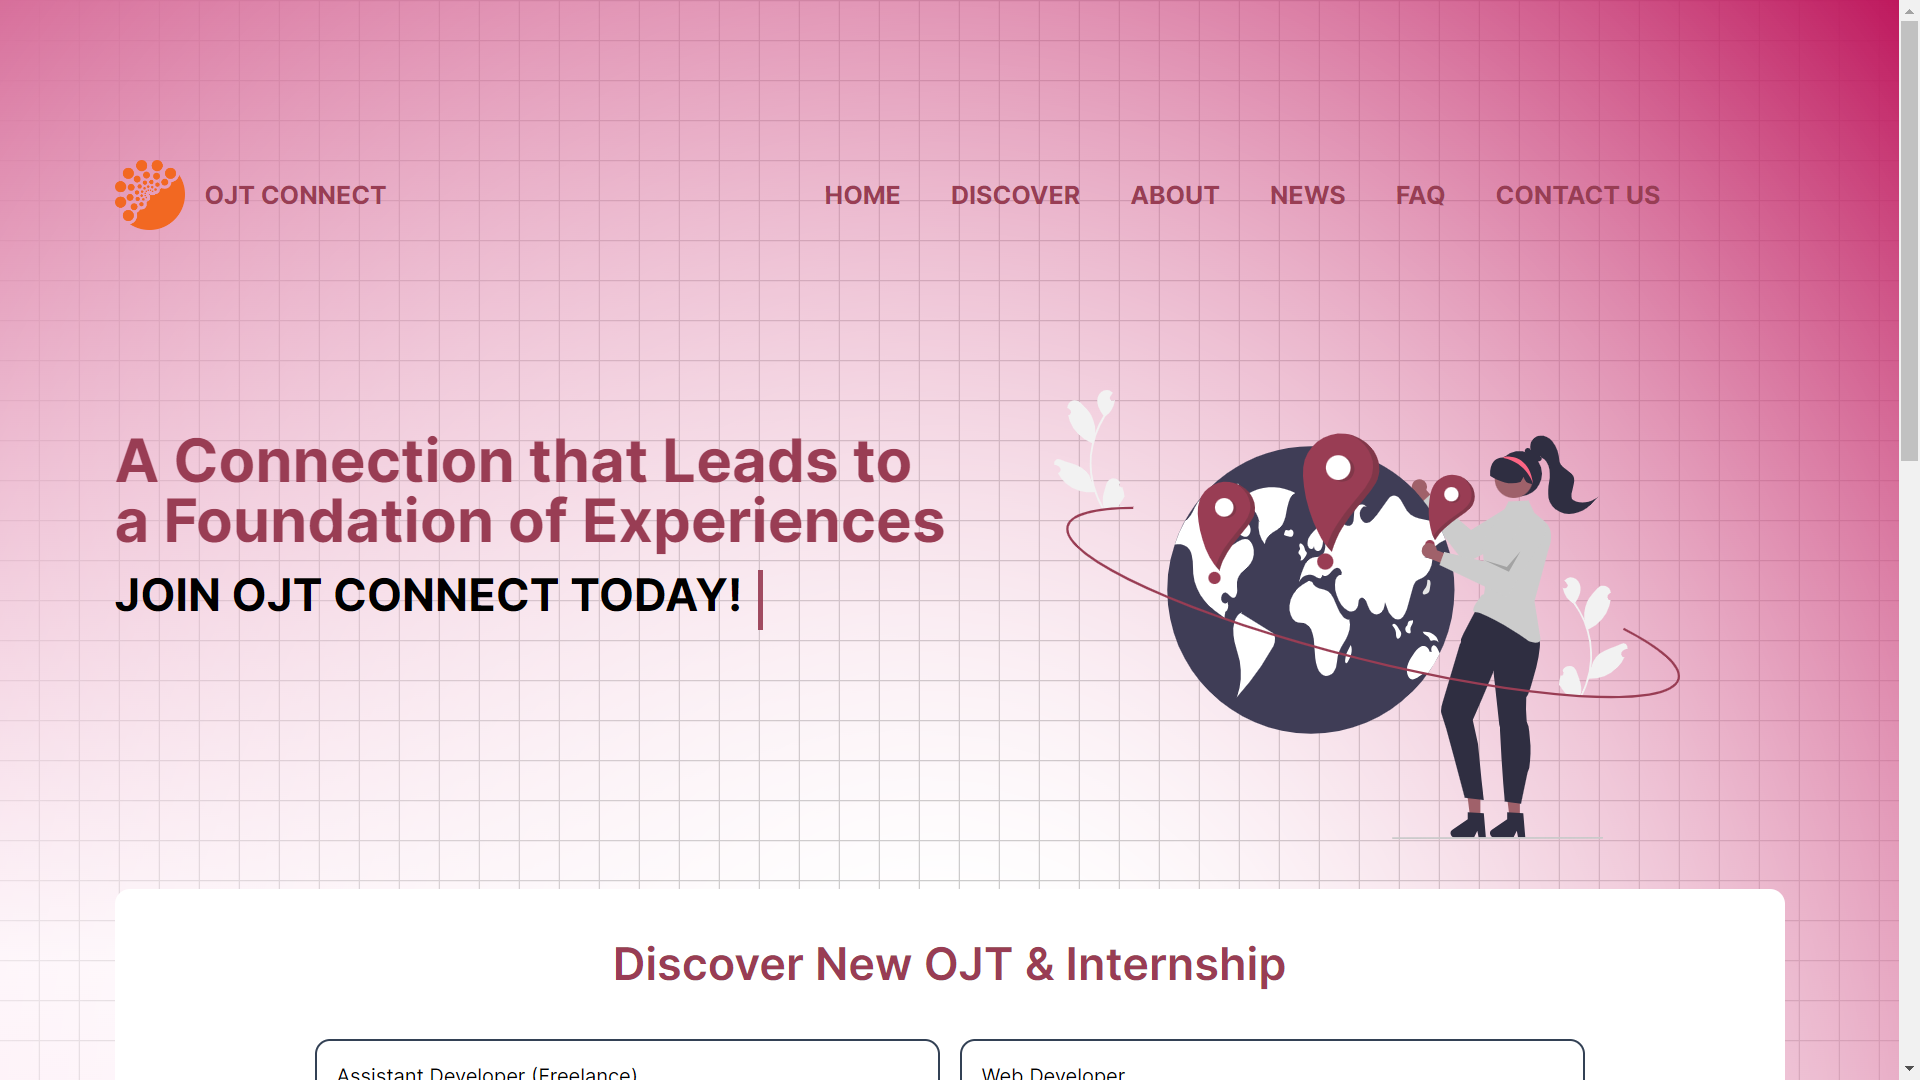 OJT CONNECT
HOME DISCOVER ABOUT NEWS FAQ CONTACT US
A Connection that Leads to
a Foundation of Experiences
JOIN OJT CONNECT TODAY!
Discover New OJT & Internship
Assistant Developer (Freelance)
Web Developer